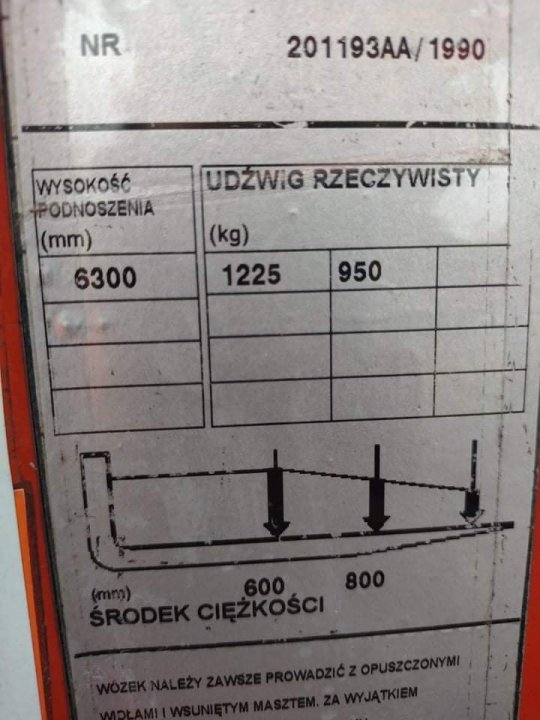 NR 201193AA/1990
WYSOKOŚĆ
PODNOSZENIA
(mm)
UDŹWIG RZECZYWISTY
(kg)
6300 1225 950
(mm) 600 800
ŚRODEK CIĘŻKOŚCI
WÓZEK NALEŻY ZAWSZE PROWADZIĆ Z OPUSZCZONYMI
WIDŁAMI I WSUNIĘTYM MASZTEM. ZA WYJĄTKIEM